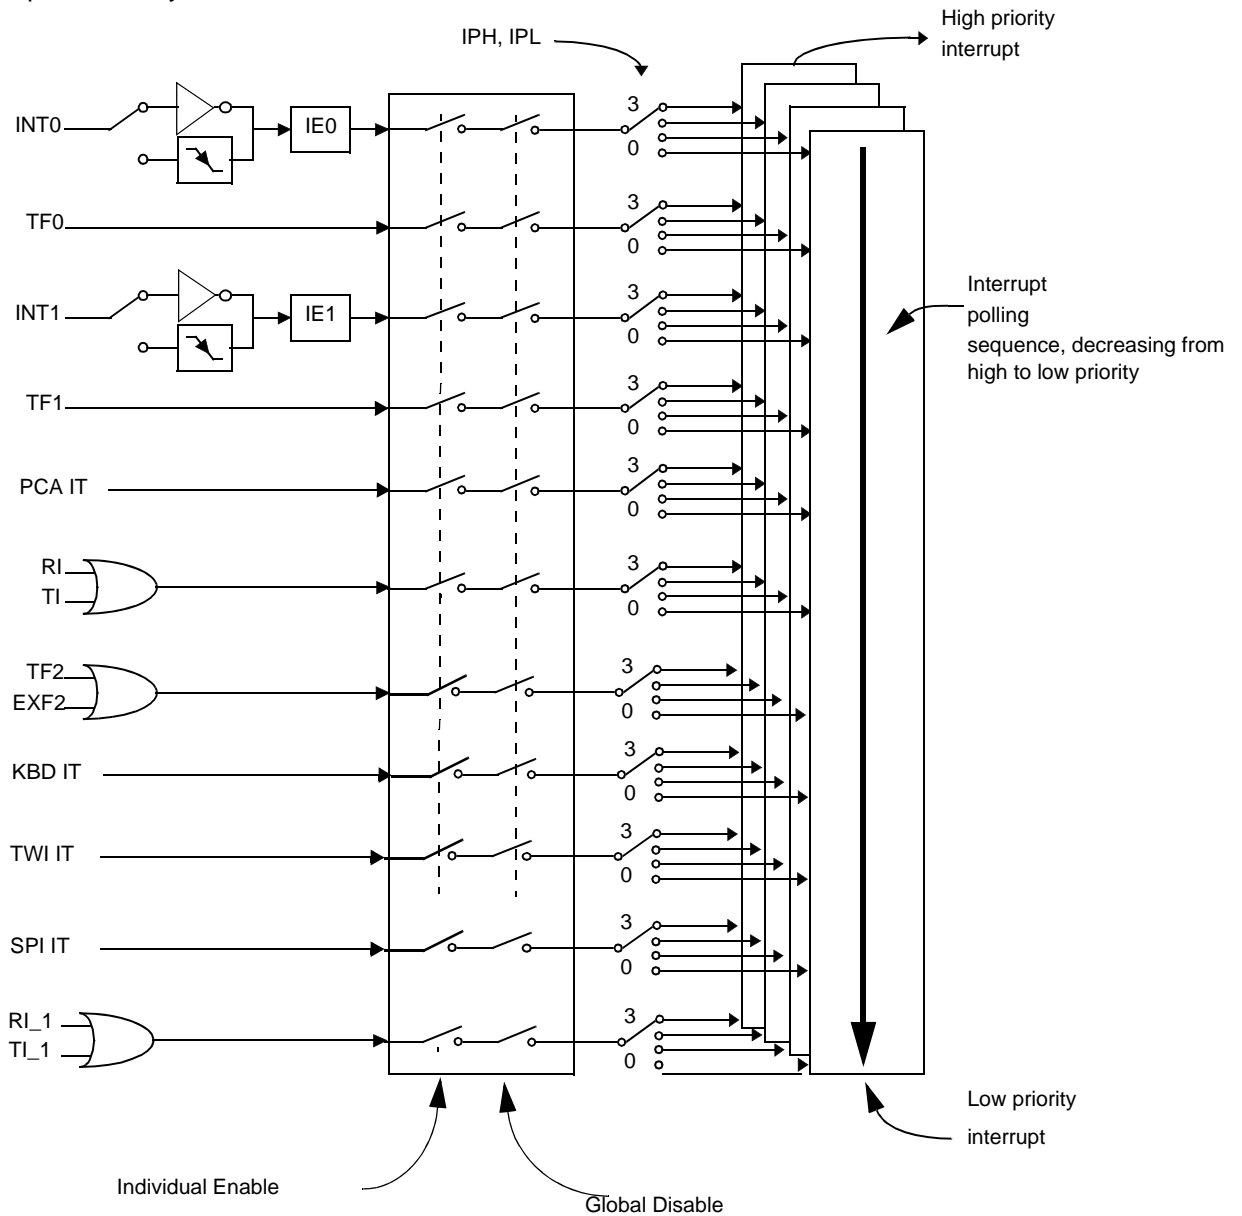 High priority
interrupt
IPH, IPL
INT0
IE0
3
0
TF0
3
0
INT1
IE1
3
0
Interrupt
polling
sequence, decreasing from
high to low priority
TF1
3
0
PCA IT
3
0
RI
TI
3
0
TF2
EXF2
3
0
KBD IT
3
0
TWI IT
3
0
SPI IT
3
0
RI_1
TI_1
3
0
Low priority
interrupt
Individual Enable
Global Disable